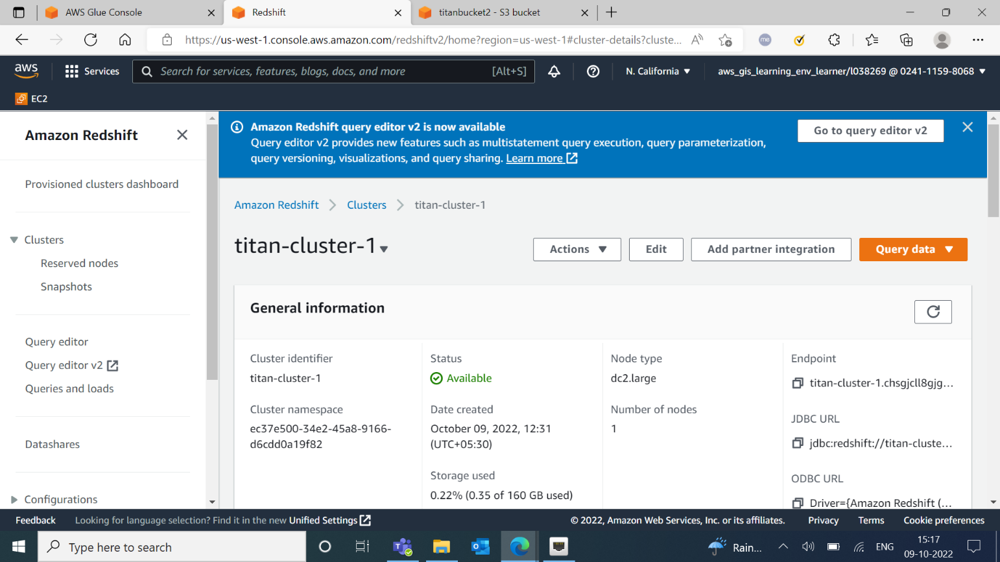 AWS Glue Console
Redshift
titanbucket2 - S3 bucket
https://us-west-1.console.aws.amazon.com/redshiftv2/home?region=us-west-1#cluster-details?cluste...
me
aws
Services
Search for services, features, blogs, docs, and more
[Alt+S]
N. California
aws_gis_learning_env_learner/l038269 @ 0241-1159-8068
EC2
Amazon Redshift
Provisioned clusters dashboard
Clusters
Reserved nodes
Snapshots
Query editor
Query editor v2
Queries and loads
Datashares
Configurations
Amazon Redshift query editor v2 is now available
Query editor v2 provides new features such as multistatement query execution, query parameterization,
query versioning, visualizations, and query sharing. Learn more
Go to query editor v2
Amazon Redshift
Clusters
titan-cluster-1
titan-cluster-1
Actions
Edit
Add partner integration
Query data
General information
Cluster identifier
titan-cluster-1
Cluster namespace
ec37e500-34e2-45a8-9166-
d6cdd0a19f82
Status
Available
Date created
October 09, 2022, 12:31
(UTC+05:30)
Storage used
0.22% (0.35 of 160 GB used)
Node type
dc2.large
Number of nodes
1
Endpoint
titan-cluster-1.chsgjcll8gjg...
JDBC URL
jdbc:redshift://titan-cluste...
ODBC URL
Driver={Amazon Redshift (...
Feedback
Looking for language selection? Find it in the new Unified Settings
© 2022, Amazon Web Services, Inc. or its affiliates.
Privacy
Terms
Cookie preferences
Type here to search
Rain...
ENG
15:17
09-10-2022